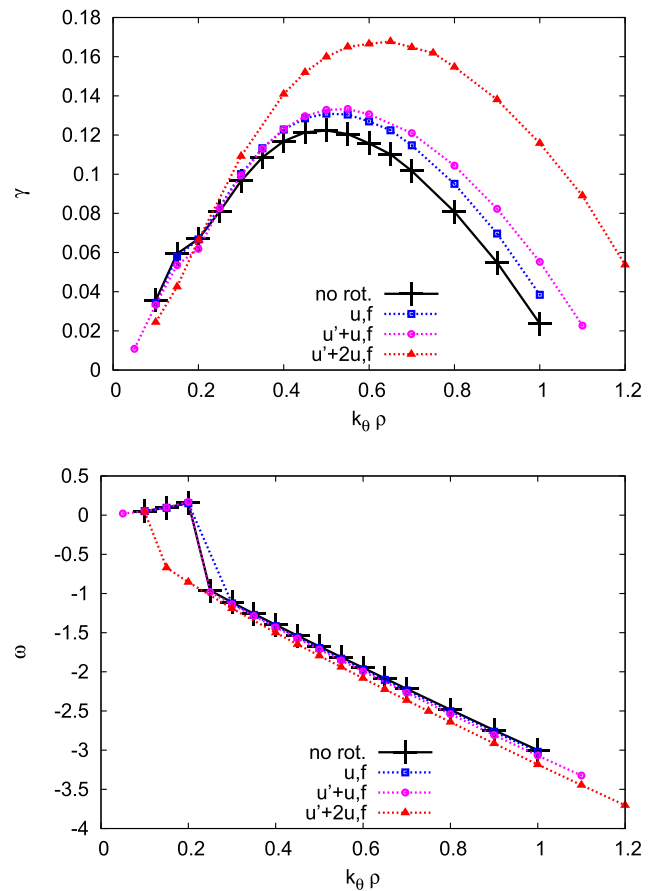 0.18
0.16
0.14
0.12
0.1
0.08
0.06
0.04
0.02
0
γ
no rot.
u,f
u'+u,f
u'+2u,f
0 0.2 0.4 0.6 0.8 1 1.2
k_θ ρ
0.5
0
-0.5
-1
-1.5
-2
-2.5
-3
-3.5
-4
ω
no rot.
u,f
u'+u,f
u'+2u,f
0 0.2 0.4 0.6 0.8 1 1.2
k_θ ρ